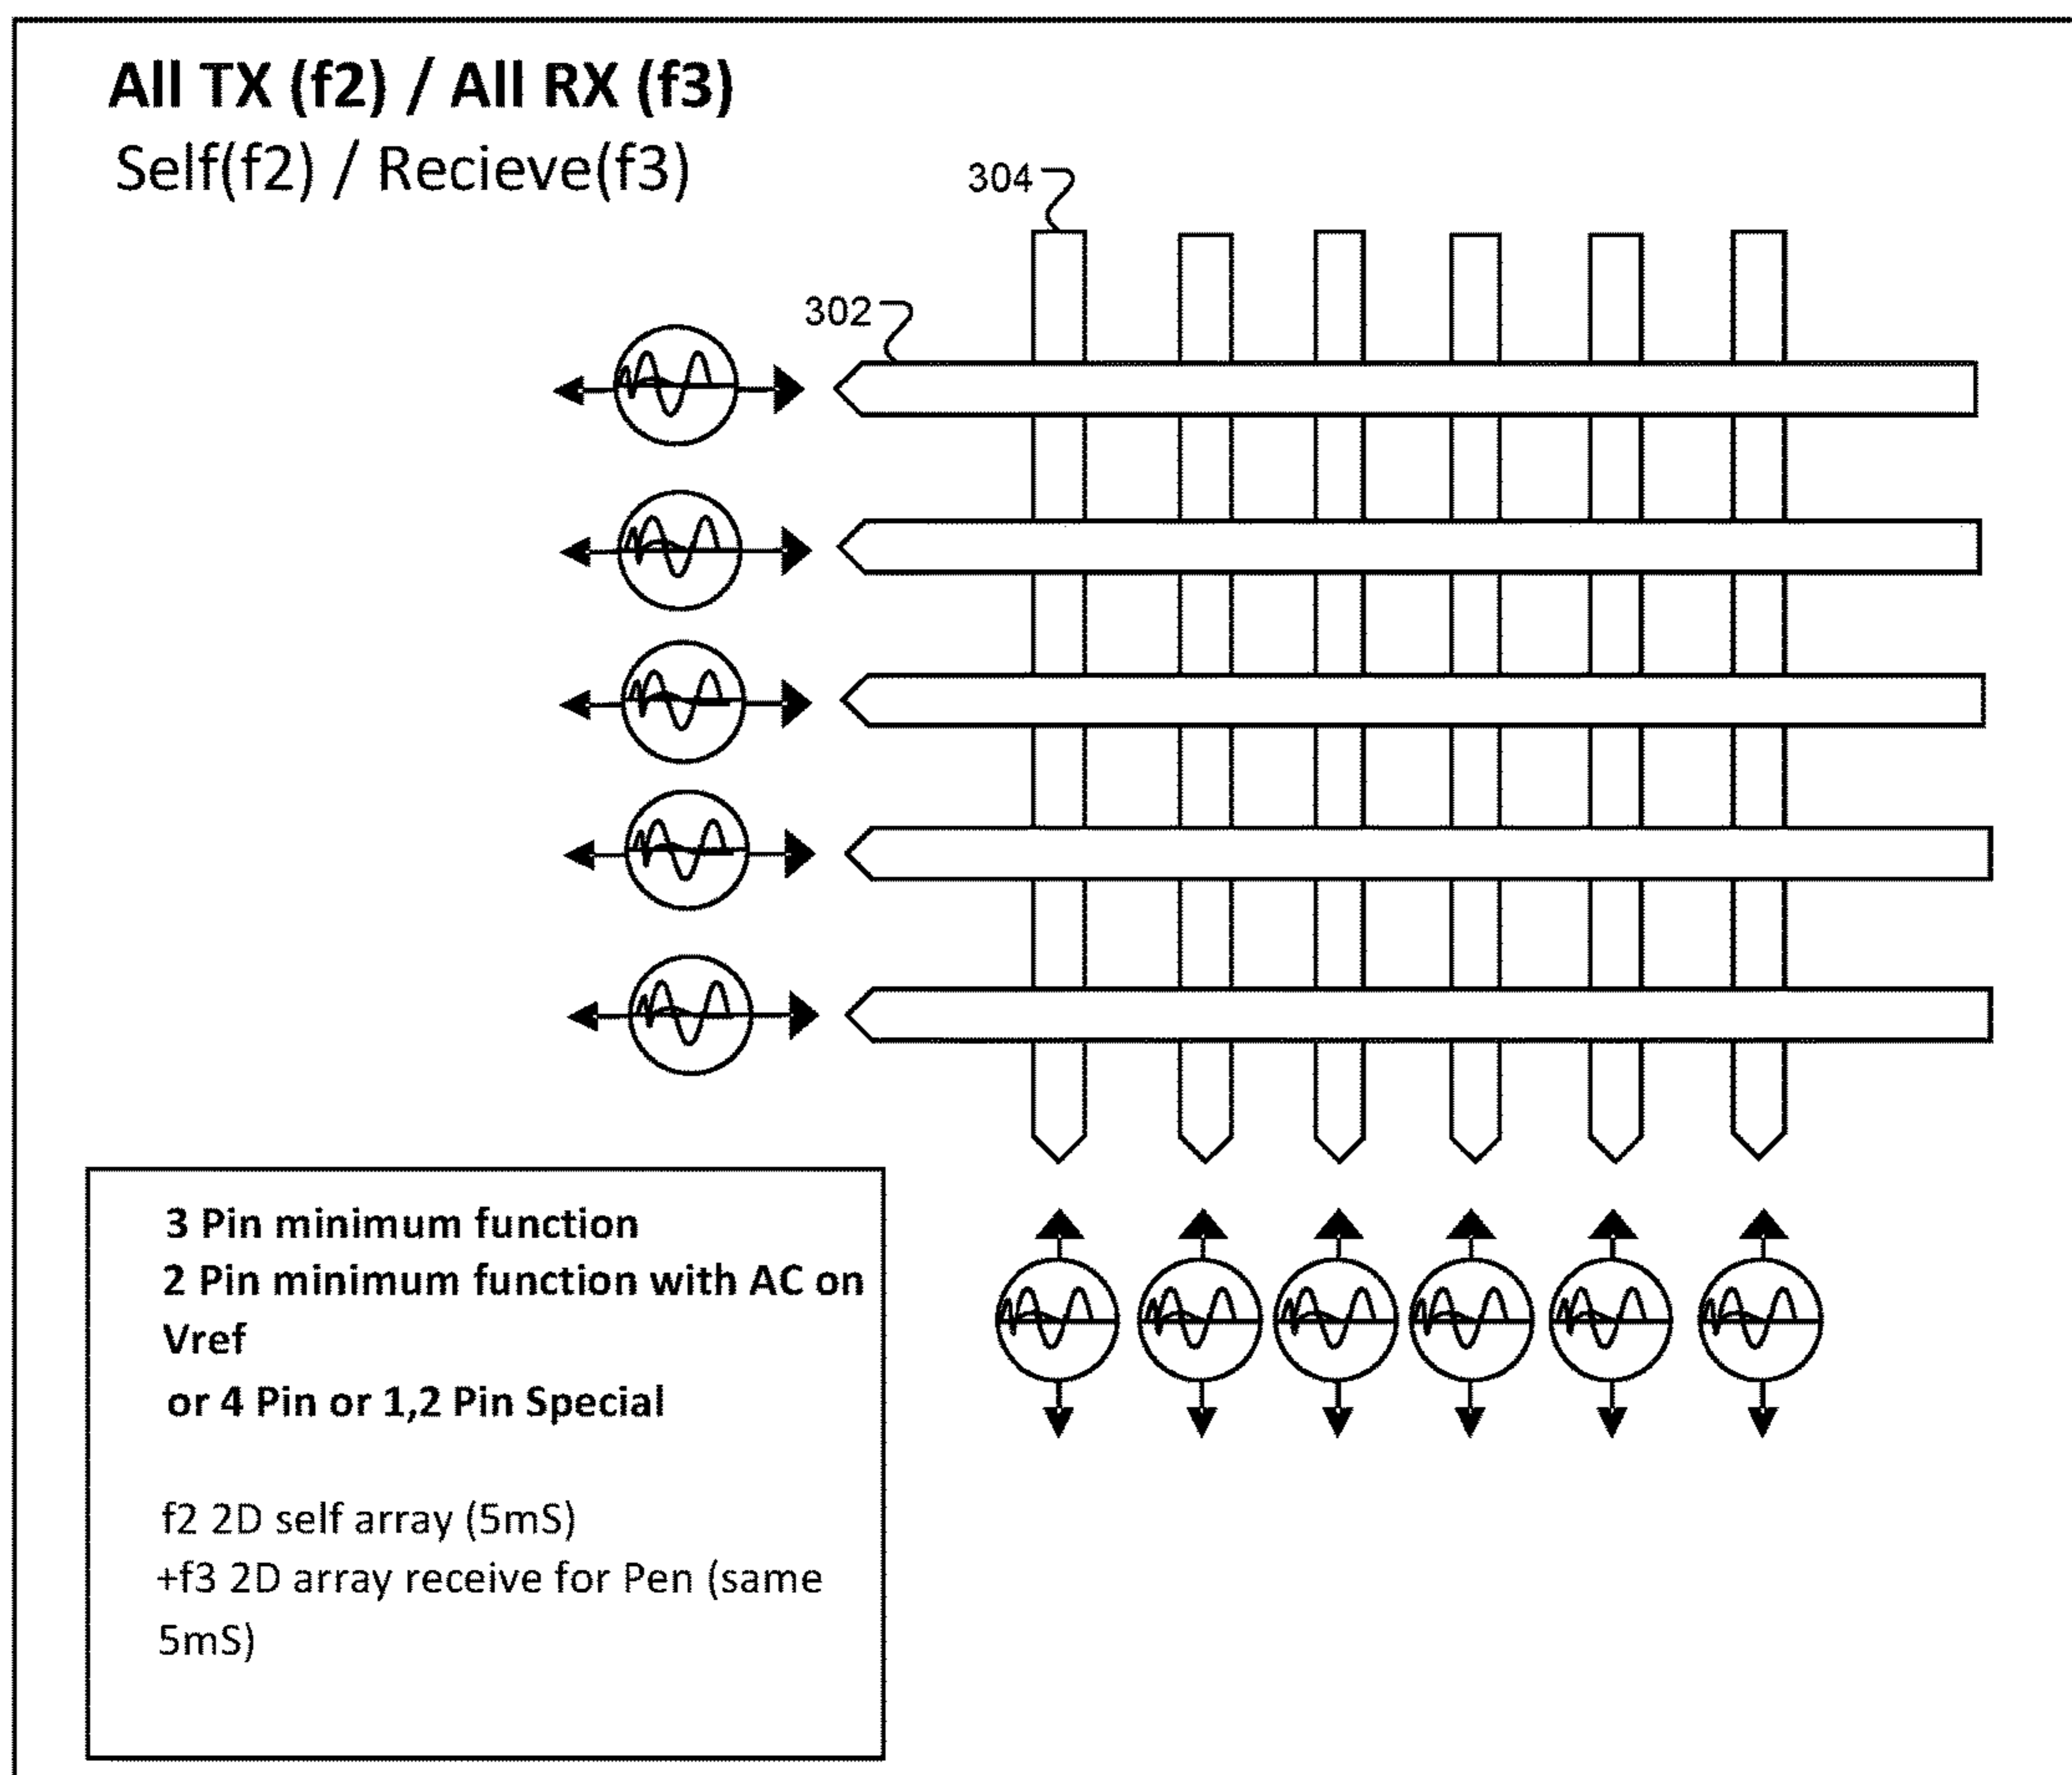 All TX (f2) / All RX (f3)
Self(f2) / Recieve(f3)
304
302
3 Pin minimum function
2 Pin minimum function with AC on
Vref
or 4 Pin or 1,2 Pin Special
f2 2D self array (5mS)
+f3 2D array receive for Pen (same
5mS)